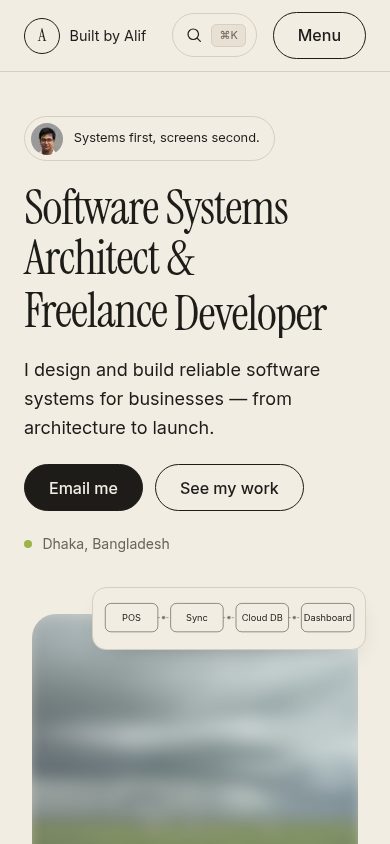 A Built by Alif ⌘K Menu
Systems first, screens second.
Software Systems
Architect &
Freelance Developer
I design and build reliable software
systems for businesses — from
architecture to launch.
Email me See my work
Dhaka, Bangladesh
POS Sync Cloud DB Dashboard